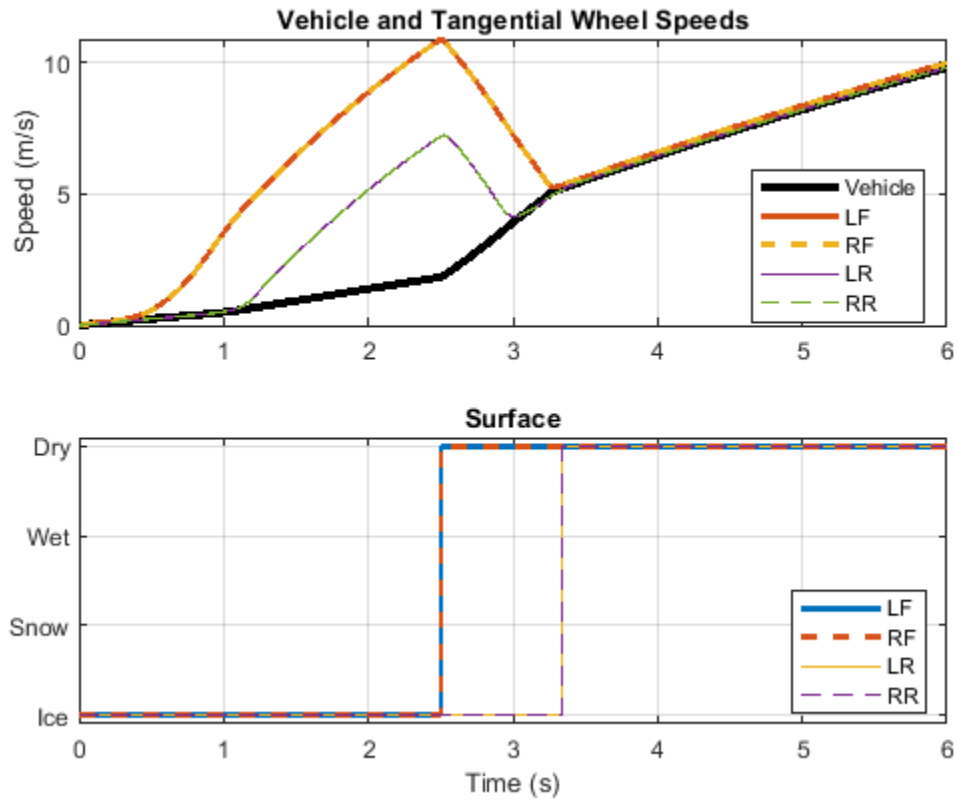 Vehicle and Tangential Wheel Speeds
Speed (m/s)
10
5
0
0 1 2 3 4 5 6
Vehicle
LF
RF
LR
RR
Surface
Dry
Wet
Snow
Ice
0 1 2 3 4 5 6
Time (s)
LF
RF
LR
RR